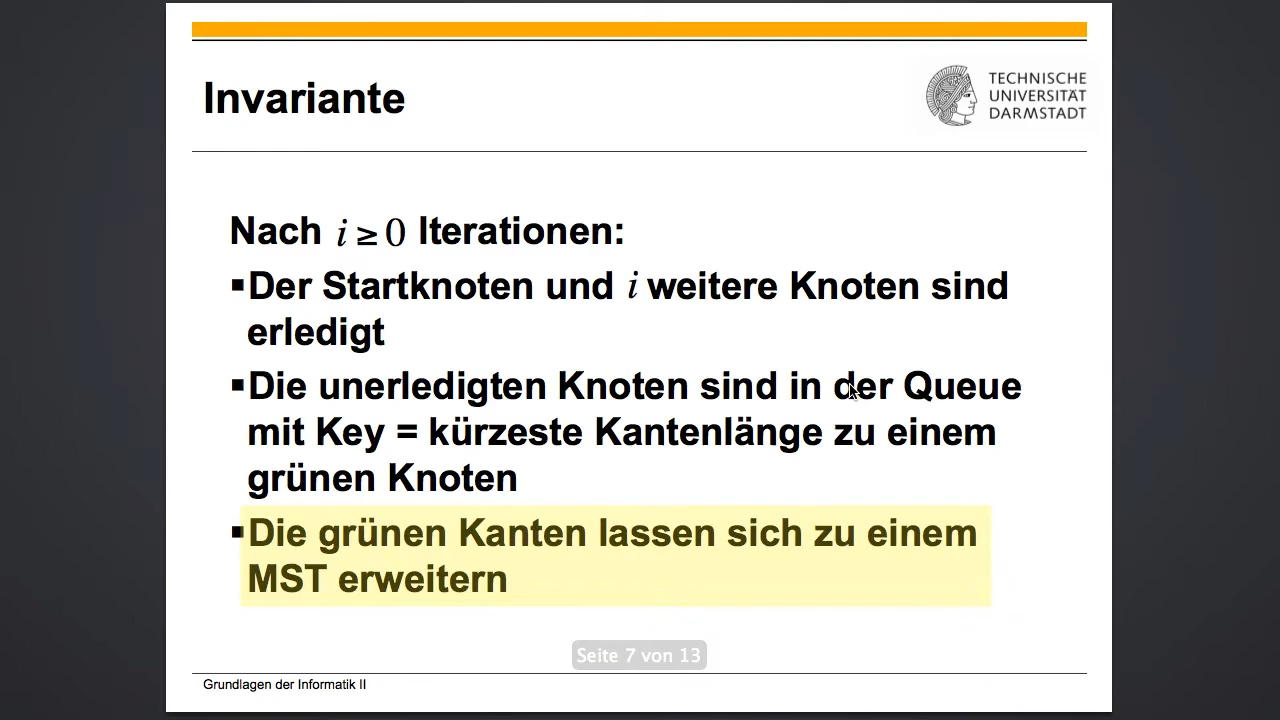 Invariante
TECHNISCHE
UNIVERSITÄT
DARMSTADT
Nach i ≥ 0 Iterationen:
▪Der Startknoten und i weitere Knoten sind
erledigt
▪Die unerledigten Knoten sind in der Queue
mit Key = kürzeste Kantenlänge zu einem
grünen Knoten
▪Die grünen Kanten lassen sich zu einem
MST erweitern
Seite 7 von 13
Grundlagen der Informatik II